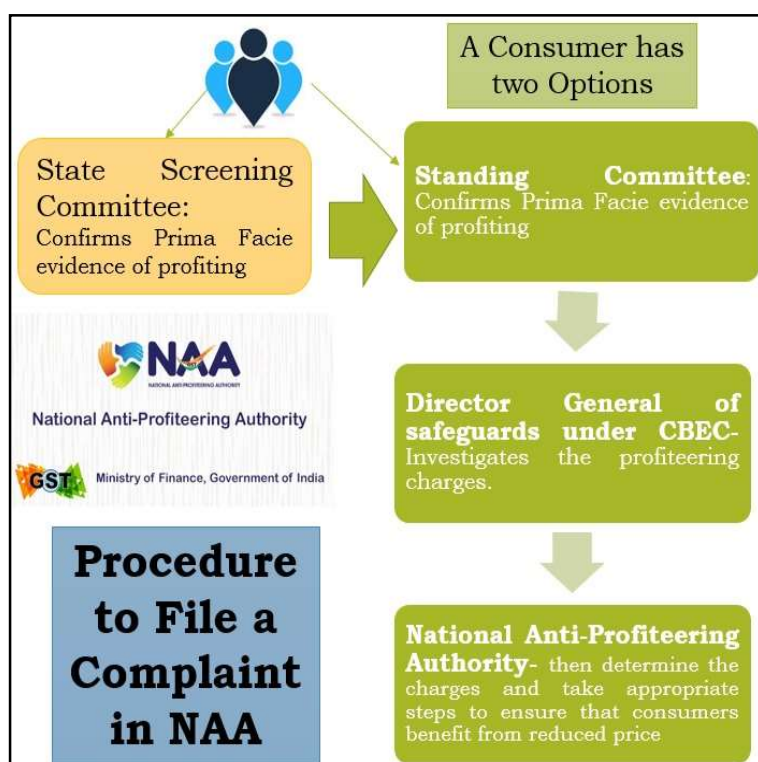 A Consumer has
two Options
State Screening
Committee:
Confirms Prima Facie
evidence of profiting
Standing Committee:
Confirms Prima Facie evidence
of profiting
NAA
NATIONAL ANTI-PROFITEERING AUTHORITY
National Anti-Profiteering Authority
GST
Ministry of Finance, Government of India
Director General of
safeguards under CBEC-
Investigates the profiteering
charges.
Procedure
to File a
Complaint
in NAA
National Anti-Profiteering
Authority- then determine the
charges and take appropriate
steps to ensure that consumers
benefit from reduced price